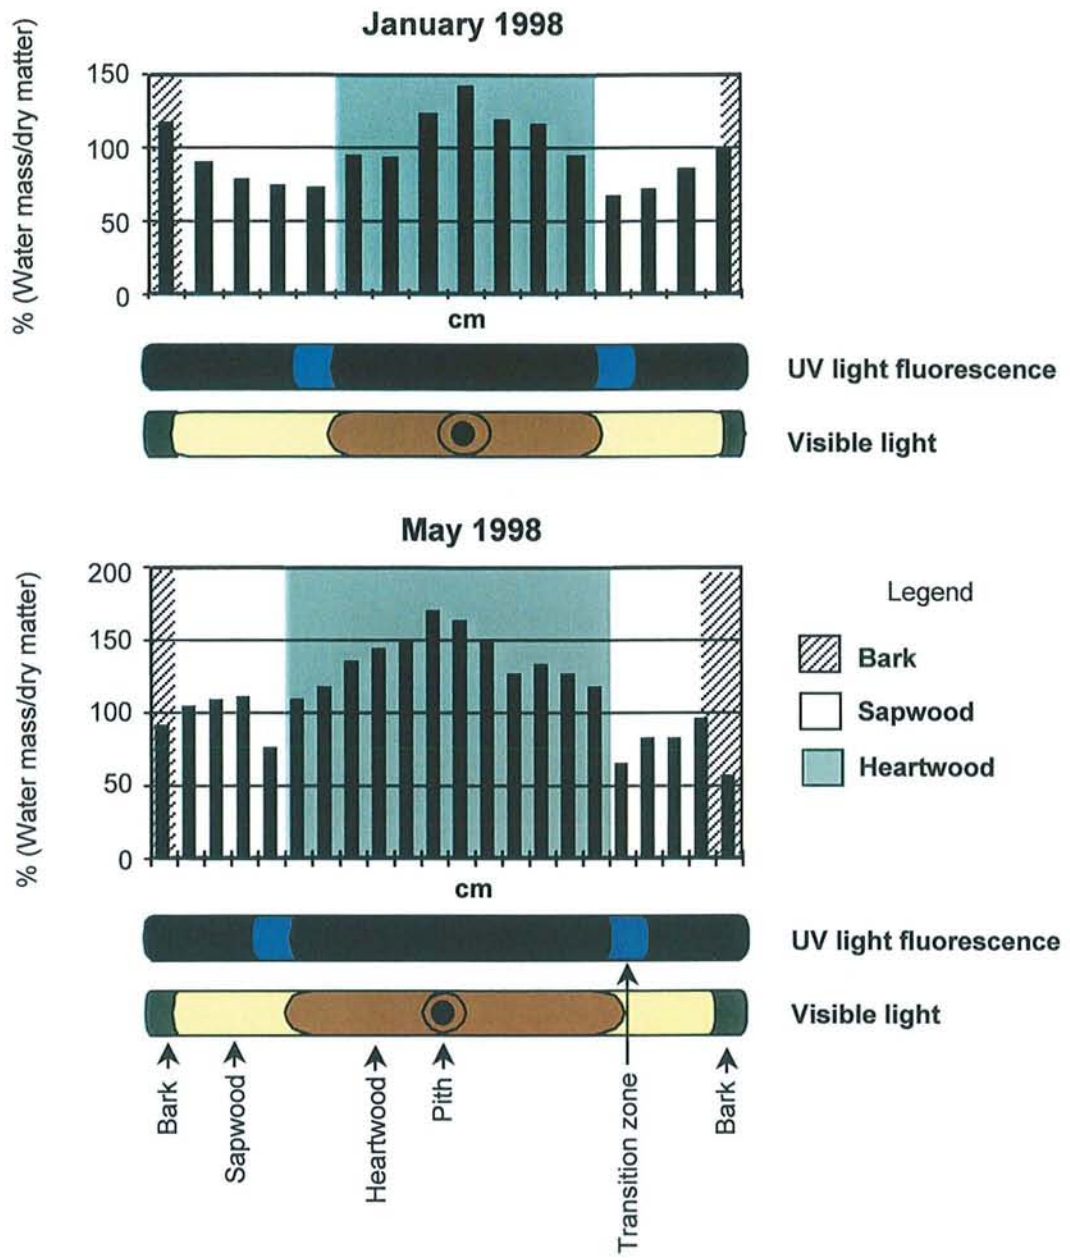 January 1998
% (Water mass/dry matter)
150
100
50
0
cm
UV light fluorescence
Visible light
May 1998
% (Water mass/dry matter)
200
150
100
50
0
cm
Legend
Bark
Sapwood
Heartwood
UV light fluorescence
Visible light
Bark
Sapwood
Heartwood
Pith
Transition zone
Bark